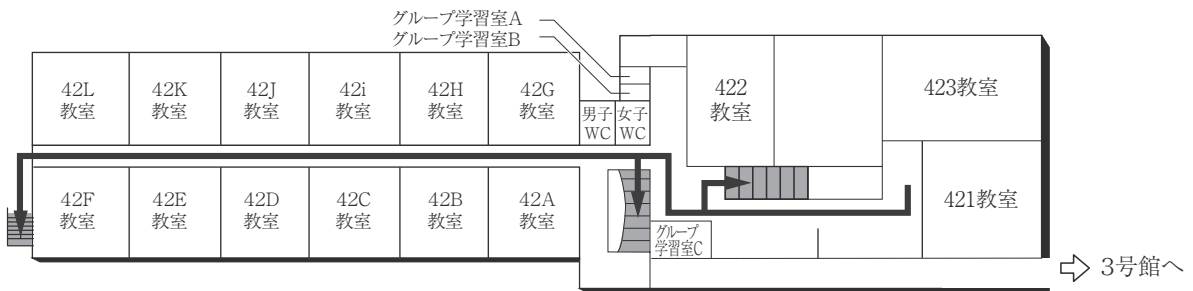 グループ学習室A
グループ学習室B
42L
教室
42K
教室
42J
教室
42i
教室
42H
教室
42G
教室
男子
WC
女子
WC
422
教室
423教室
42F
教室
42E
教室
42D
教室
42C
教室
42B
教室
42A
教室
グループ
学習室C
421教室
3号館へ